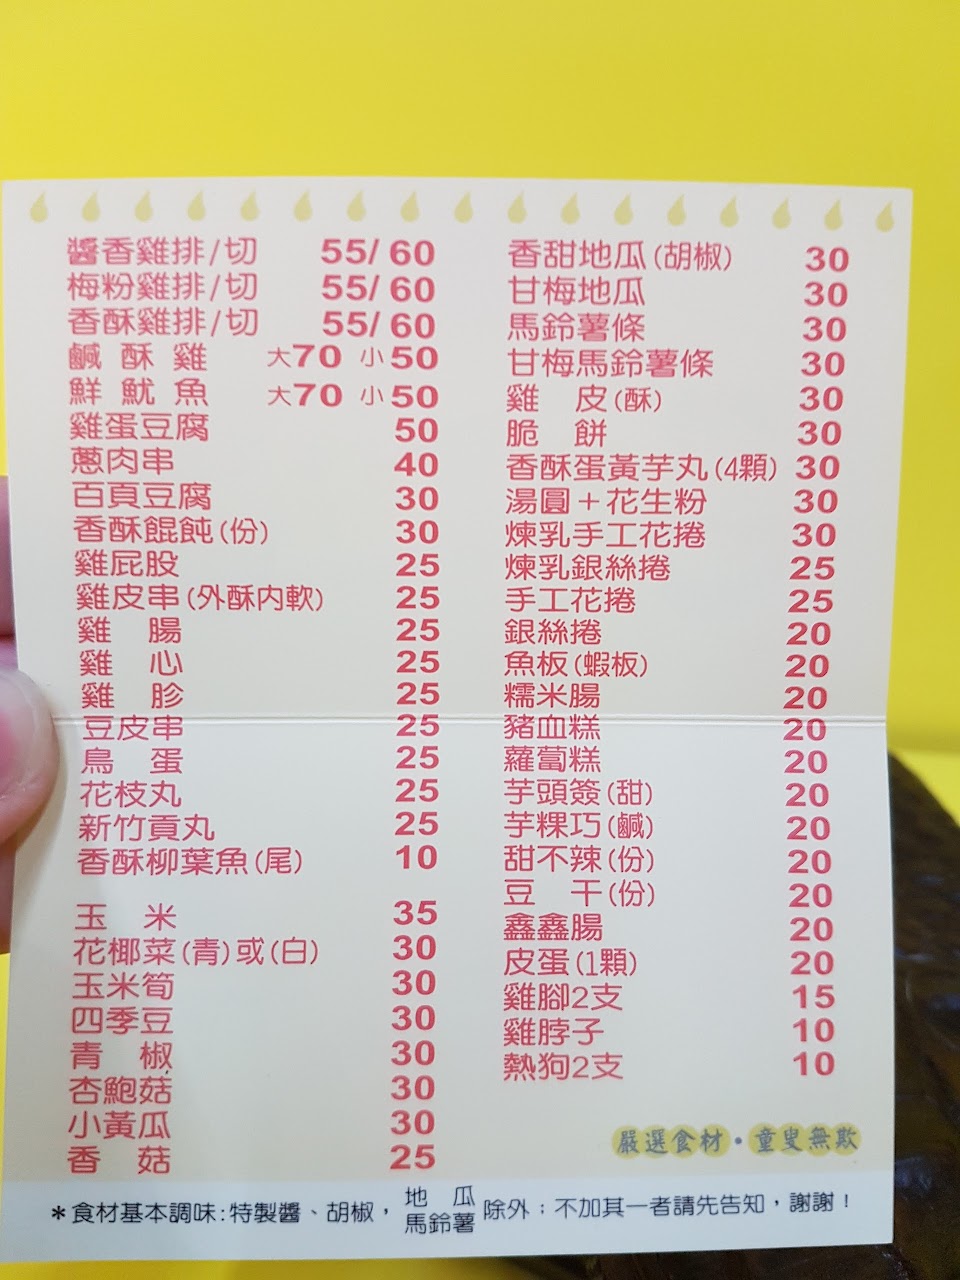 醬香雞排/切 55/60
梅粉雞排/切 55/60
香酥雞排/切 55/60
鹹酥雞 大70 小50
鮮魷魚 大70 小50
雞蛋豆腐 50
蔥肉串 40
百頁豆腐 30
香酥餛飩(份) 30
雞屁股 25
雞皮串(外酥內軟) 25
雞腸 25
雞心 25
雞胗 25
豆皮串 25
鳥蛋 25
花枝丸 25
新竹貢丸 25
香酥柳葉魚(尾) 10
玉米 35
花椰菜(青)或(白) 30
玉米筍 30
四季豆 30
青椒 30
杏鮑菇 30
小黃瓜 30
香菇 25
香甜地瓜(胡椒) 30
甘梅地瓜 30
馬鈴薯條 30
甘梅馬鈴薯條 30
雞皮(酥) 30
脆餅 30
香酥蛋黃芋丸(4顆) 30
湯圓＋花生粉 30
煉乳手工花捲 30
煉乳銀絲捲 25
手工花捲 25
銀絲捲 20
魚板(蝦板) 20
糯米腸 20
豬血糕 20
蘿蔔糕 20
芋頭簽(甜) 20
芋粿巧(鹹) 20
甜不辣(份) 20
豆干(份) 20
鑫鑫腸 20
皮蛋(1顆) 20
雞腳2支 15
雞脖子 10
熱狗2支 10
嚴選食材・童叟無欺
＊食材基本調味:特製醬、胡椒，地瓜 馬鈴薯 除外；不加其一者請先告知，謝謝！